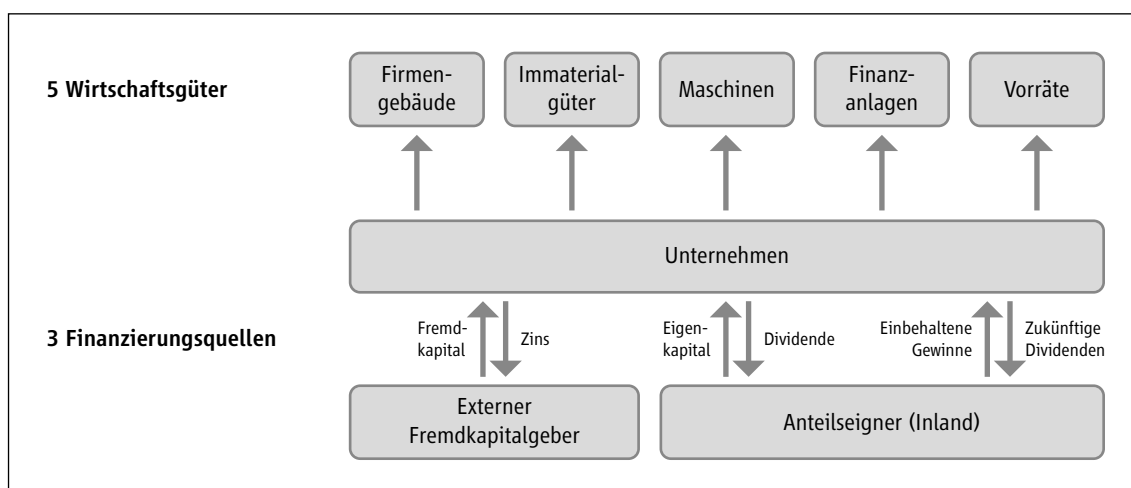 5 Wirtschaftsgüter
Firmen-
gebäude
Immaterial-
güter
Maschinen
Finanz-
anlagen
Vorräte
Unternehmen
3 Finanzierungsquellen
Fremd-
kapital
Zins
Eigen-
kapital
Dividende
Einbehaltene
Gewinne
Zukünftige
Dividenden
Externer
Fremdkapitalgeber
Anteilseigner (Inland)